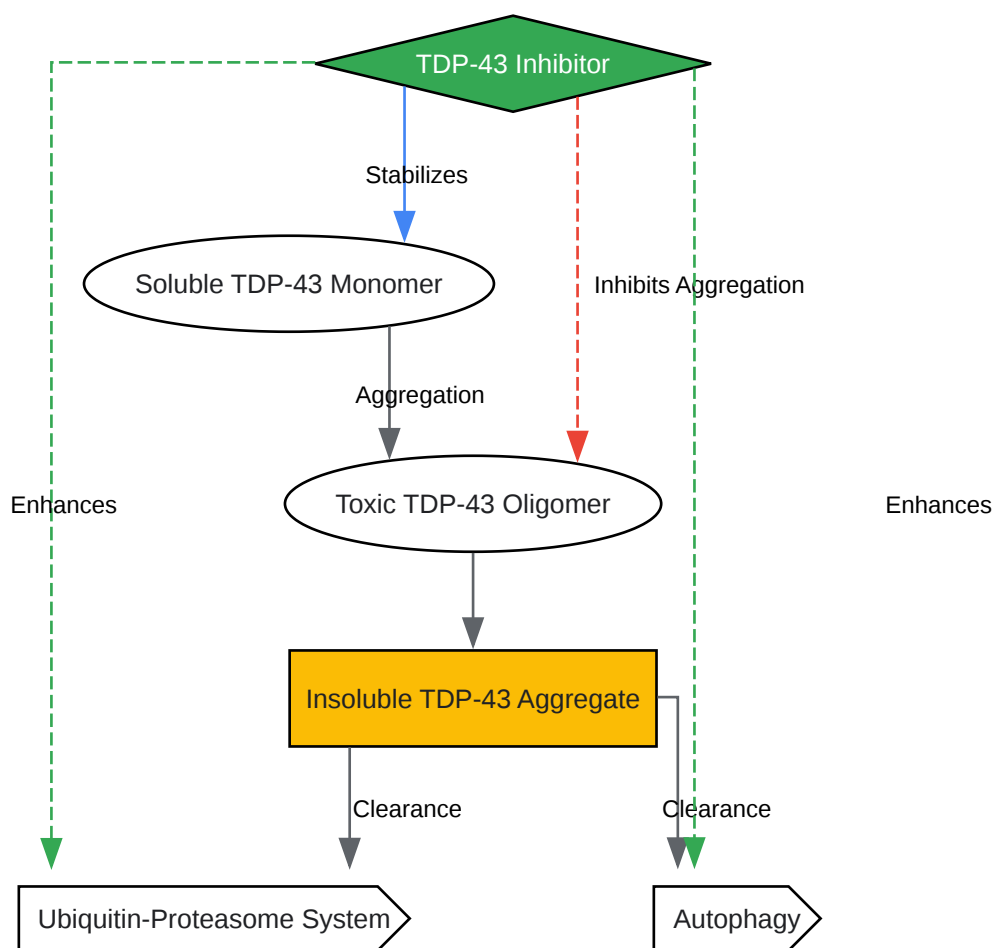 TDP-43 Inhibitor
Stabilizes
Soluble TDP-43 Monomer
Inhibits Aggregation
Aggregation
Enhances
Toxic TDP-43 Oligomer
Enhances
Insoluble TDP-43 Aggregate
Clearance
Clearance
Ubiquitin-Proteasome System
Autophagy